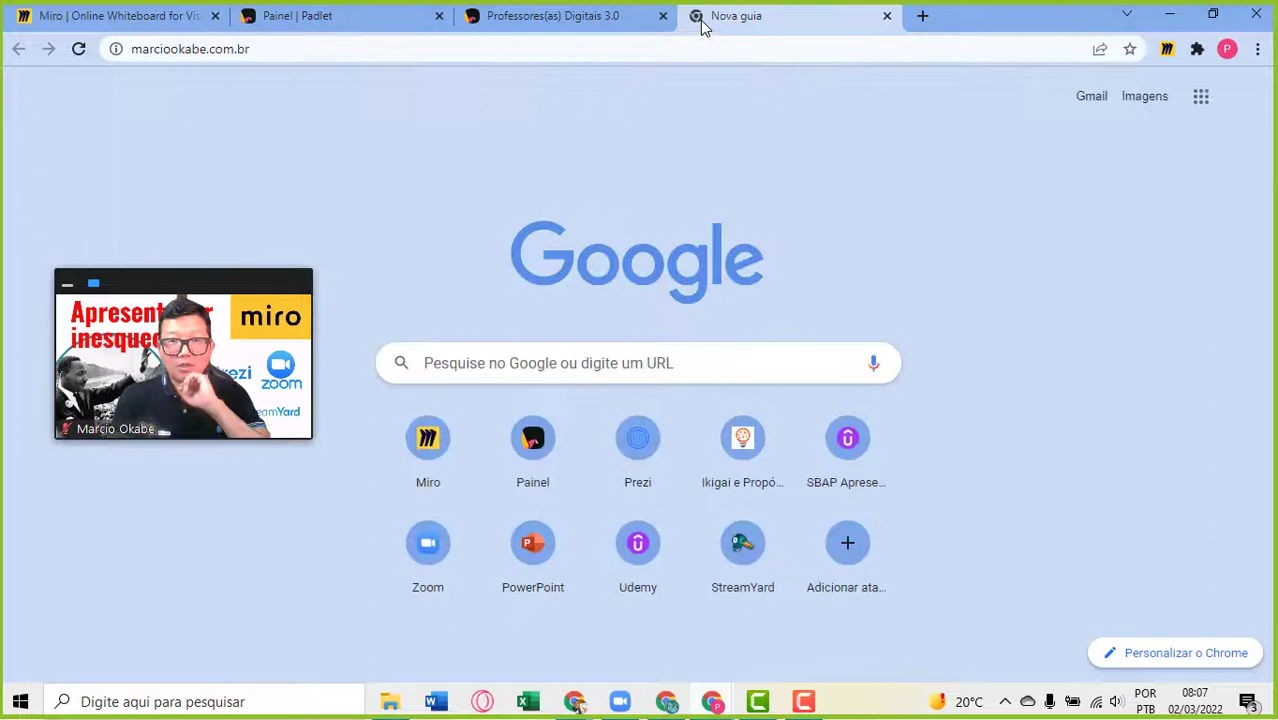 Miro | Online Whiteboard for Vis
Painel | Padlet
Professores(as) Digitais 3.0
Nova guia
marciookabe.com.br
P
Gmail
Imagens
Google
Pesquise no Google ou digite um URL
miro
zoom
Marcio Okabe
Miro
Painel
Prezi
Ikigai e Propó...
SBAP Aprese...
Zoom
PowerPoint
Udemy
StreamYard
Adicionar ata...
Personalizar o Chrome
Digite aqui para pesquisar
20°C
POR
PTB
08:07
02/03/2022
3